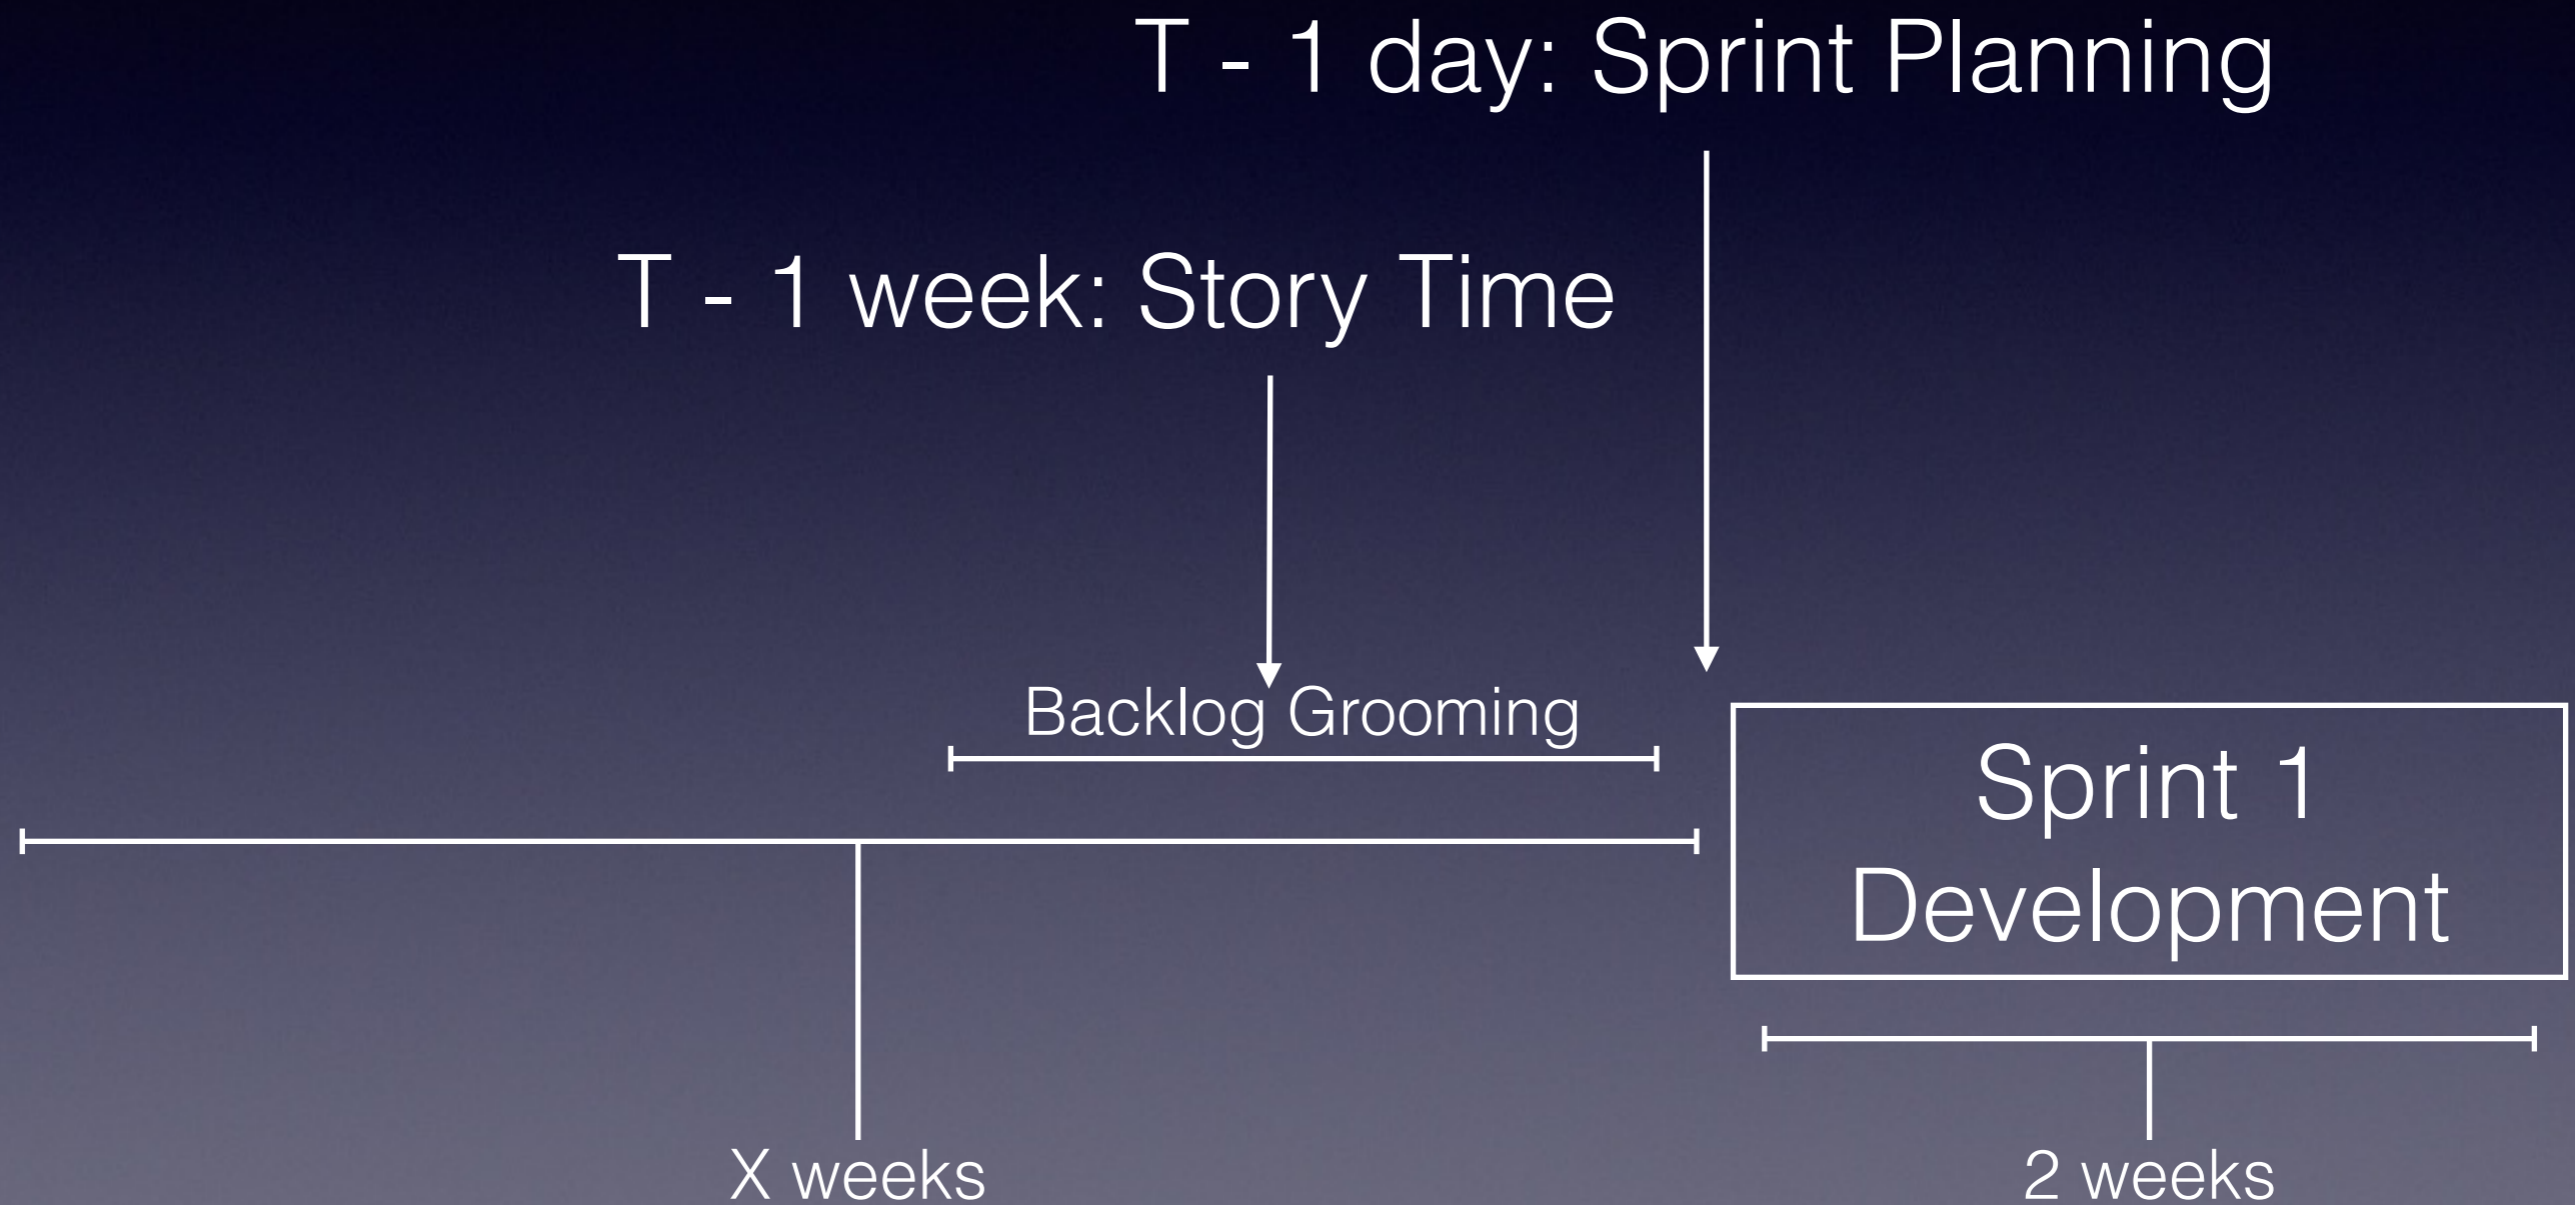 T - 1 day: Sprint Planning
T - 1 week: Story Time
Backlog Grooming
Sprint 1
Development
X weeks
2 weeks